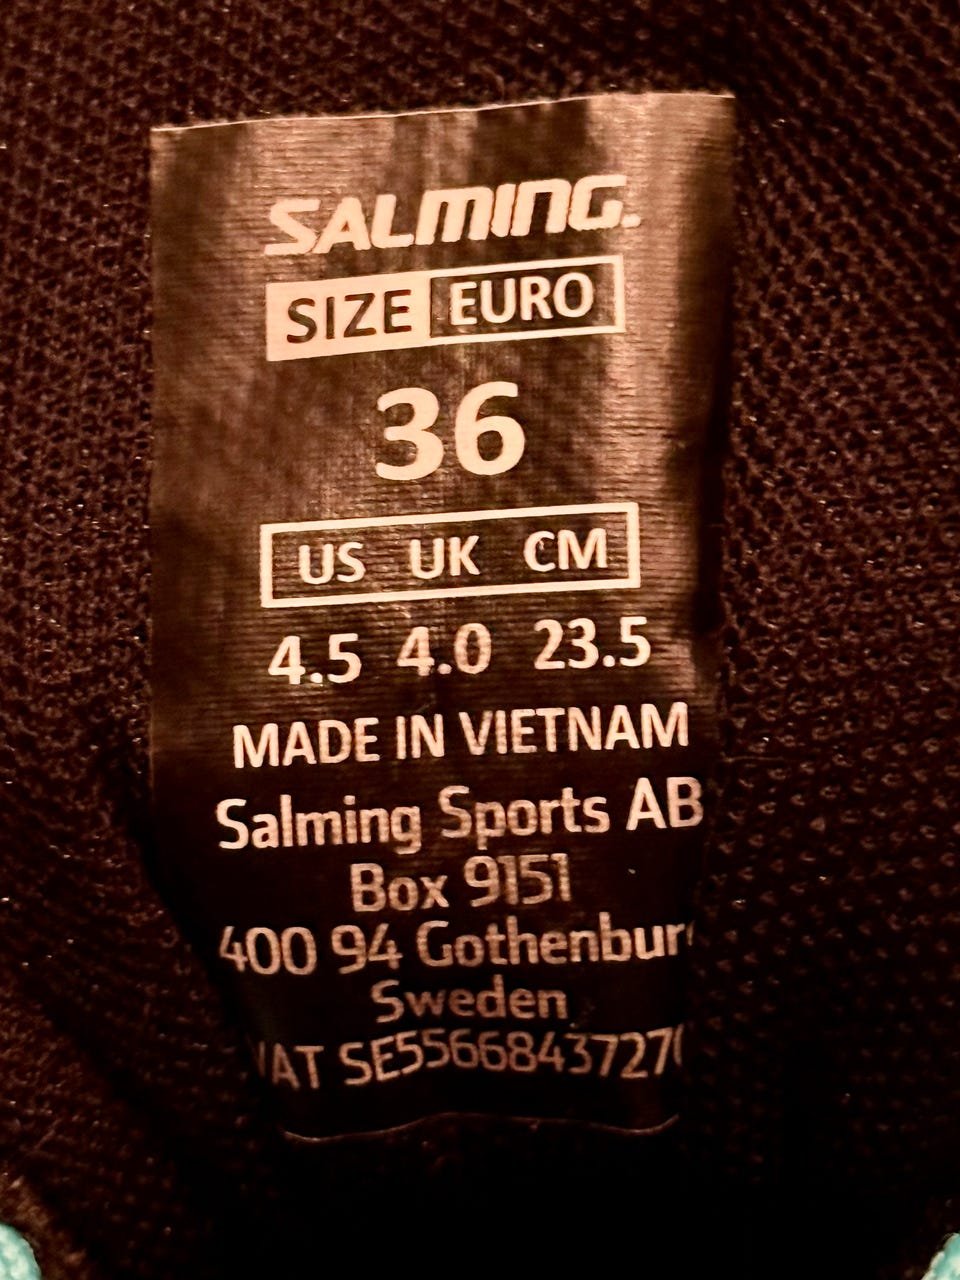 SALMING.
SIZE EURO
36
US UK CM
4.5 4.0 23.5
MADE IN VIETNAM
Salming Sports AB
Box 9151
400 94 Gothenbur
Sweden
VAT